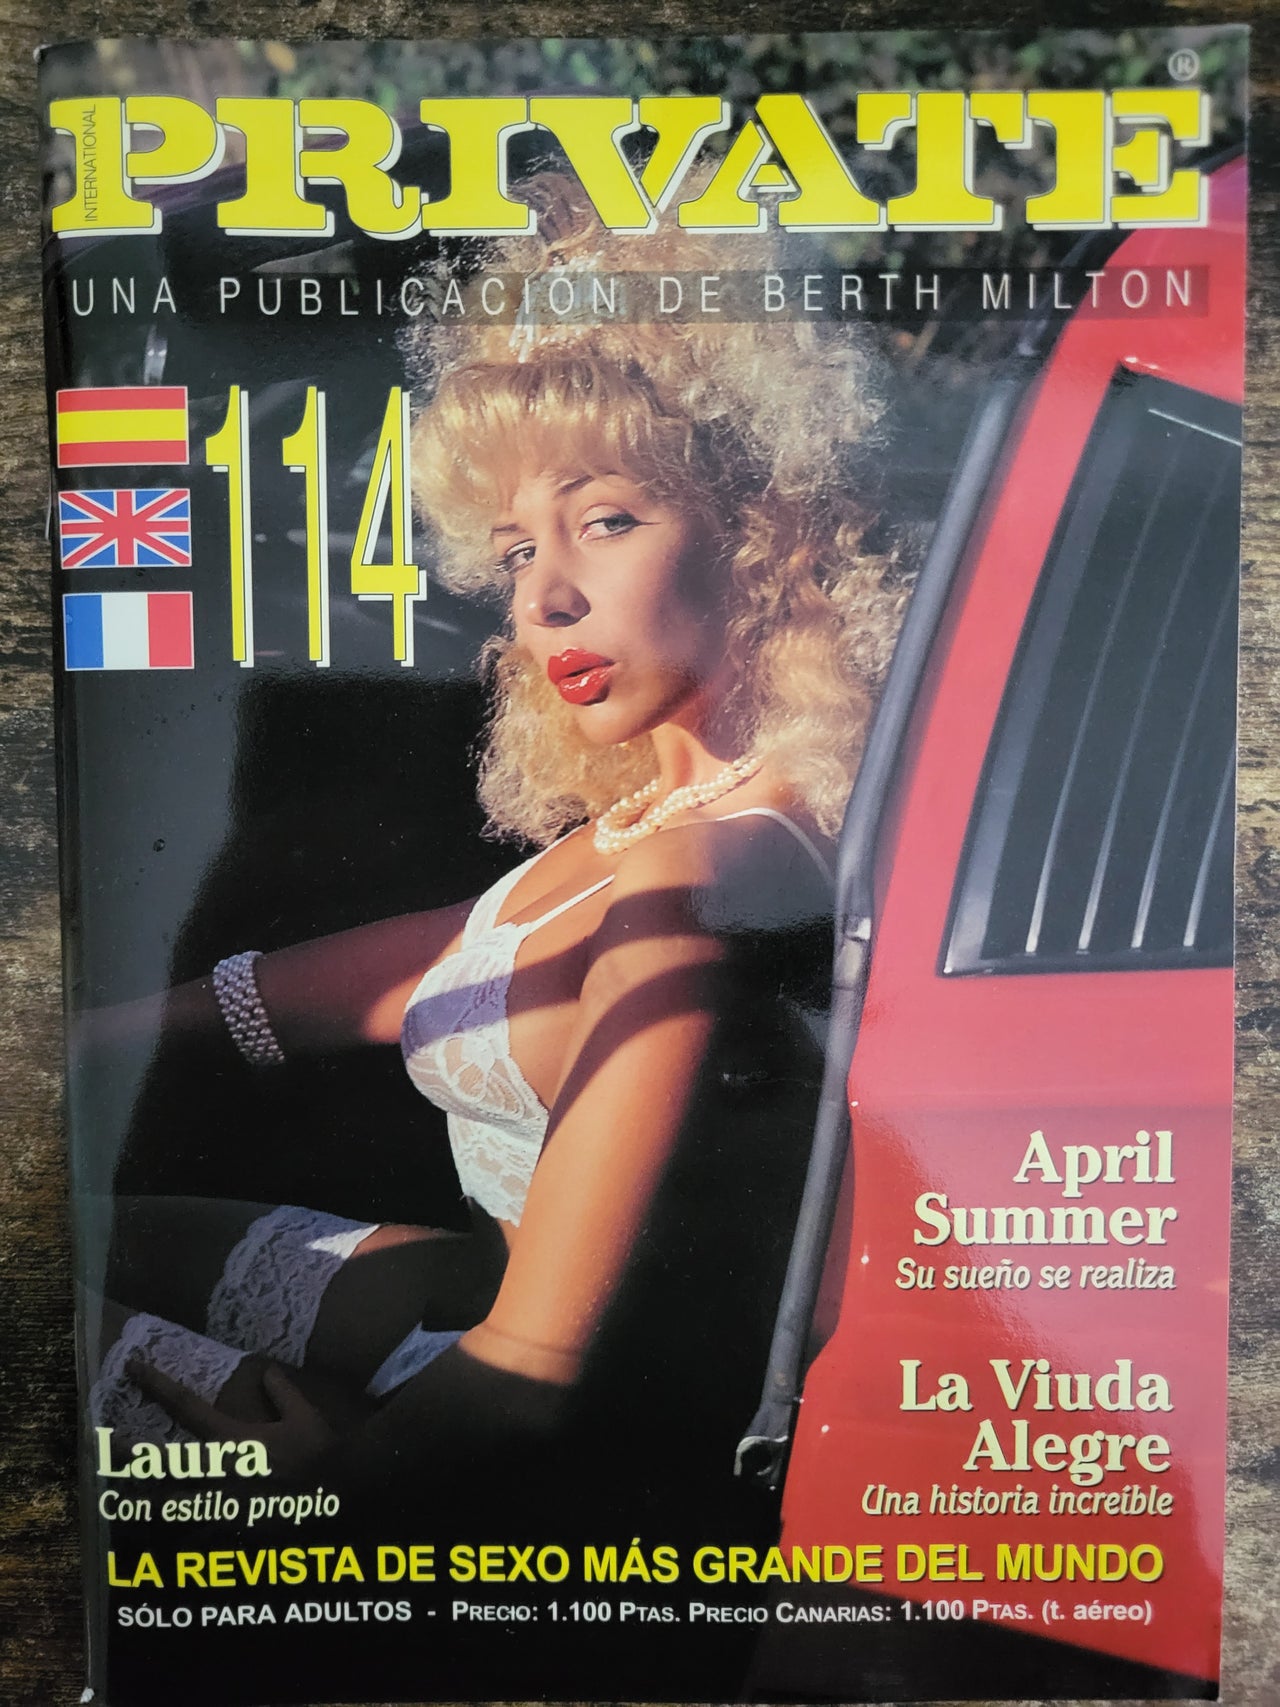 INTERNATIONAL
PRIVATE®
UNA PUBLICACIÓN DE BERTH MILTON
114
April
Summer
Su sueño se realiza
La Viuda
Alegre
Una historia increíble
Laura
Con estilo propio
LA REVISTA DE SEXO MÁS GRANDE DEL MUNDO
SÓLO PARA ADULTOS - PRECIO: 1.100 PTAS. PRECIO CANARIAS: 1.100 PTAS. (t. aéreo)